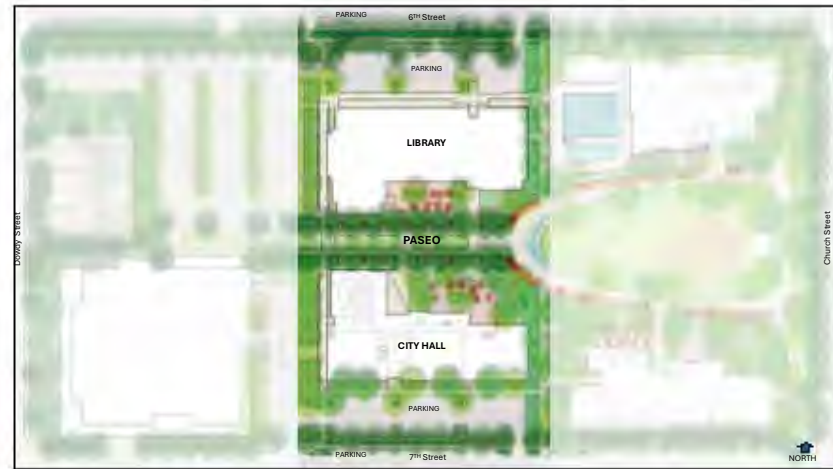 PARKING
6TH Street
PARKING
LIBRARY
Dowdy Street
PASEO
Church Street
CITY HALL
PARKING
PARKING
7TH Street
NORTH